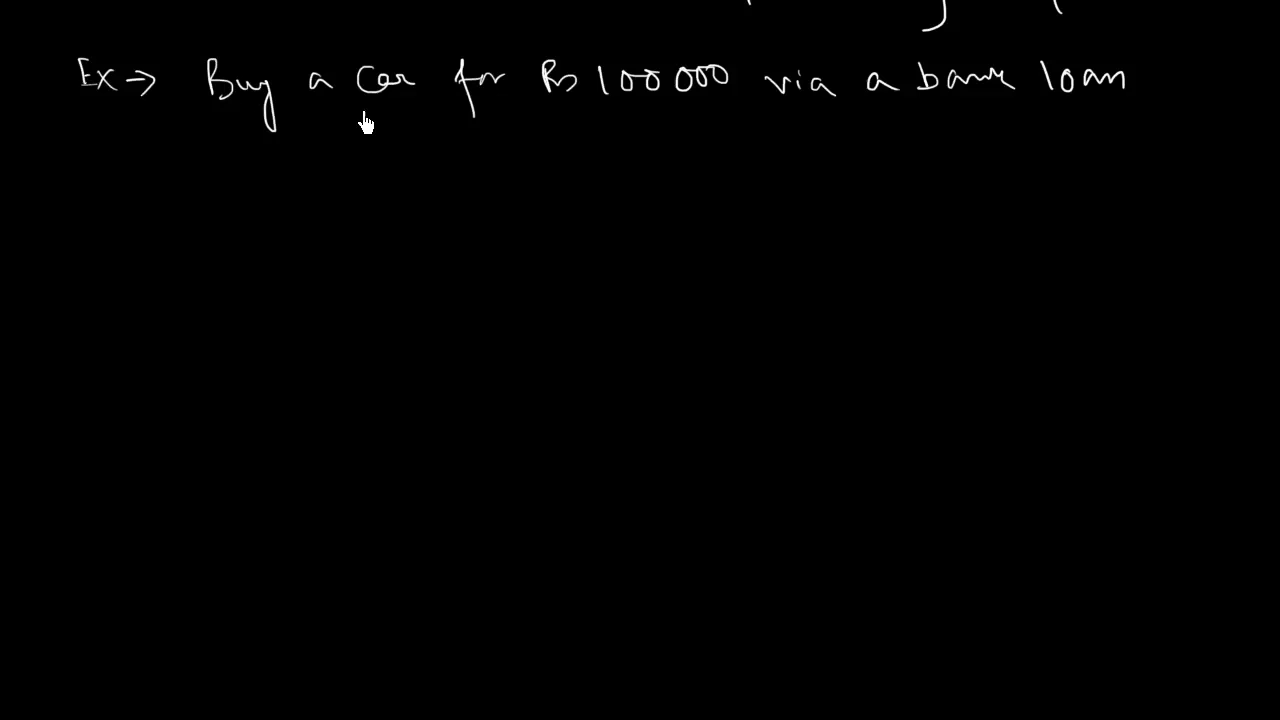 Ex → Buy a Car for Rs 100000 via a bank loan